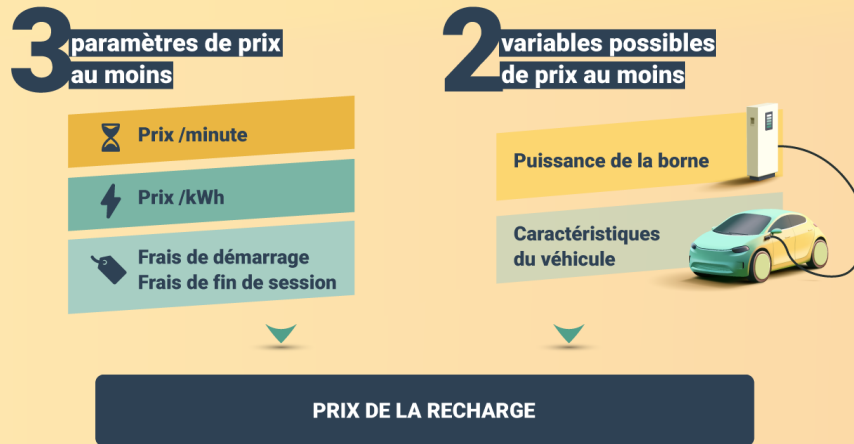 3 paramètres de prix
au moins
Prix /minute
Prix /kWh
Frais de démarrage
Frais de fin de session
2 variables possibles
de prix au moins
Puissance de la borne
Caractéristiques
du véhicule
PRIX DE LA RECHARGE